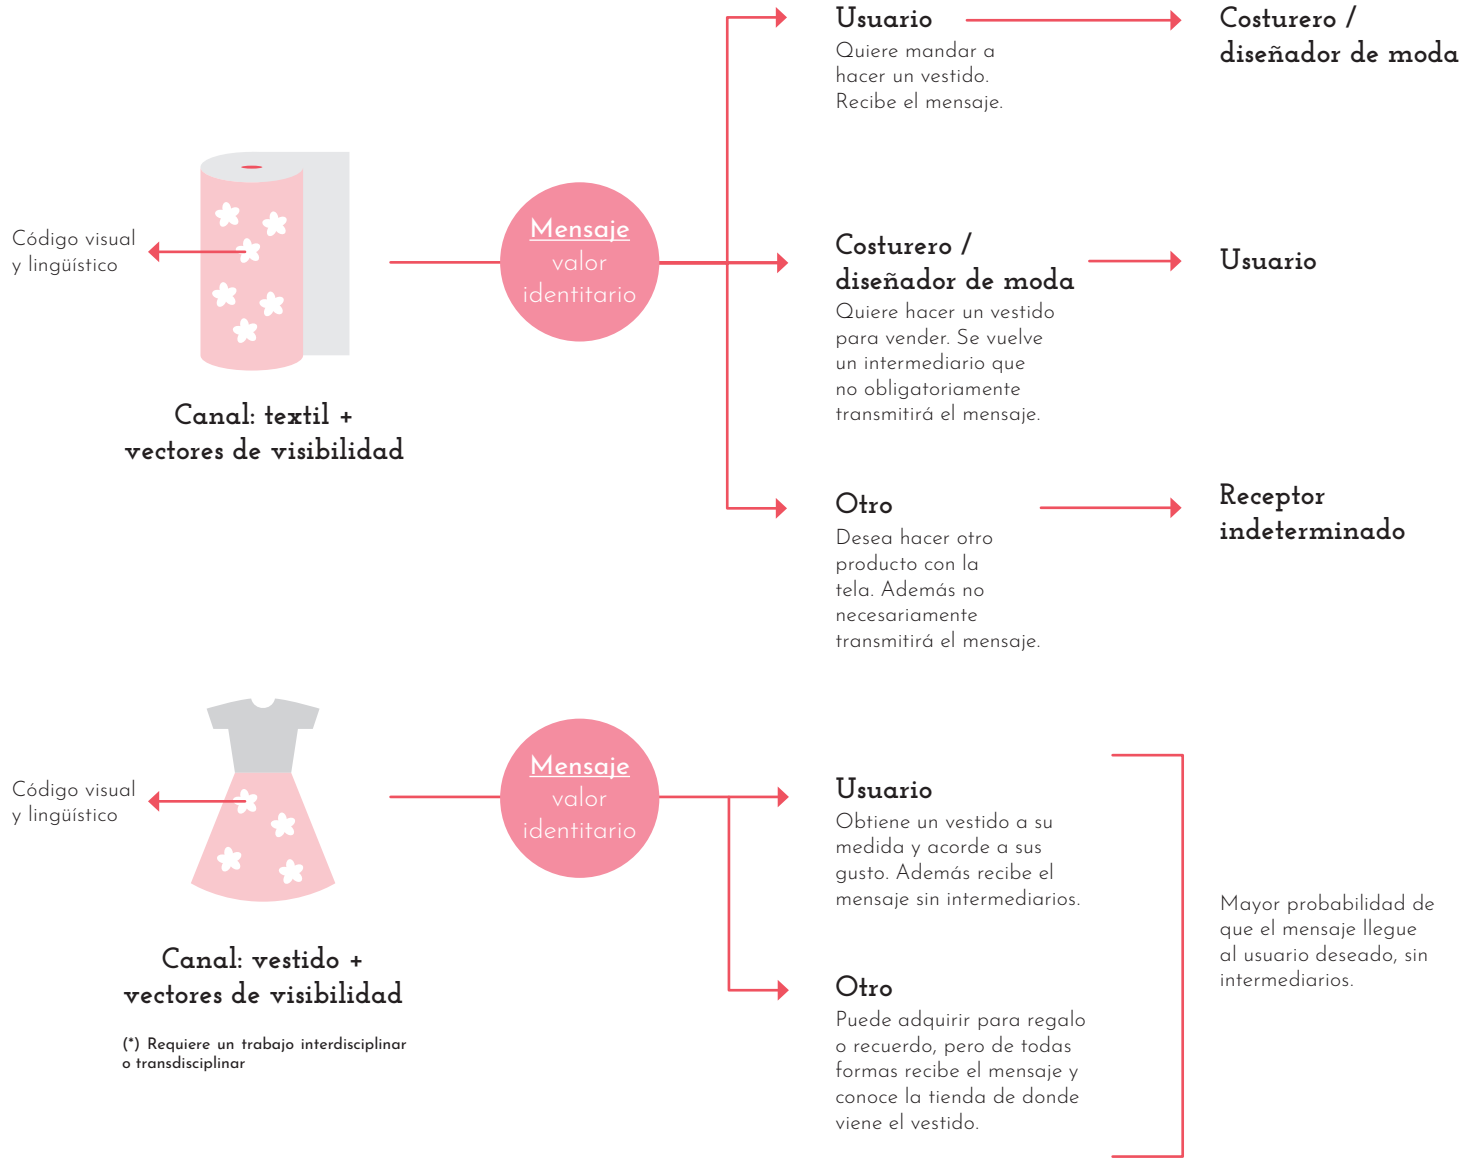 Usuario
Quiere mandar a
hacer un vestido.
Recibe el mensaje.
Costurero /
diseñador de moda
Código visual
y lingüístico
Mensaje
valor
identitario
Costurero /
diseñador de moda
Quiere hacer un vestido
para vender. Se vuelve
un intermediario que
no obligatoriamente
transmitirá el mensaje.
Usuario
Canal: textil +
vectores de visibilidad
Otro
Desea hacer otro
producto con la
tela. Además no
necesariamente
transmitirá el mensaje.
Receptor
indeterminado
Código visual
y lingüístico
Mensaje
valor
identitario
Usuario
Obtiene un vestido a su
medida y acorde a sus
gusto. Además recibe el
mensaje sin intermediarios.
Canal: vestido +
vectores de visibilidad
(*) Requiere un trabajo interdisciplinar
o transdisciplinar
Otro
Puede adquirir para regalo
o recuerdo, pero de todas
formas recibe el mensaje y
conoce la tienda de donde
viene el vestido.
Mayor probabilidad de
que el mensaje llegue
al usuario deseado, sin
intermediarios.